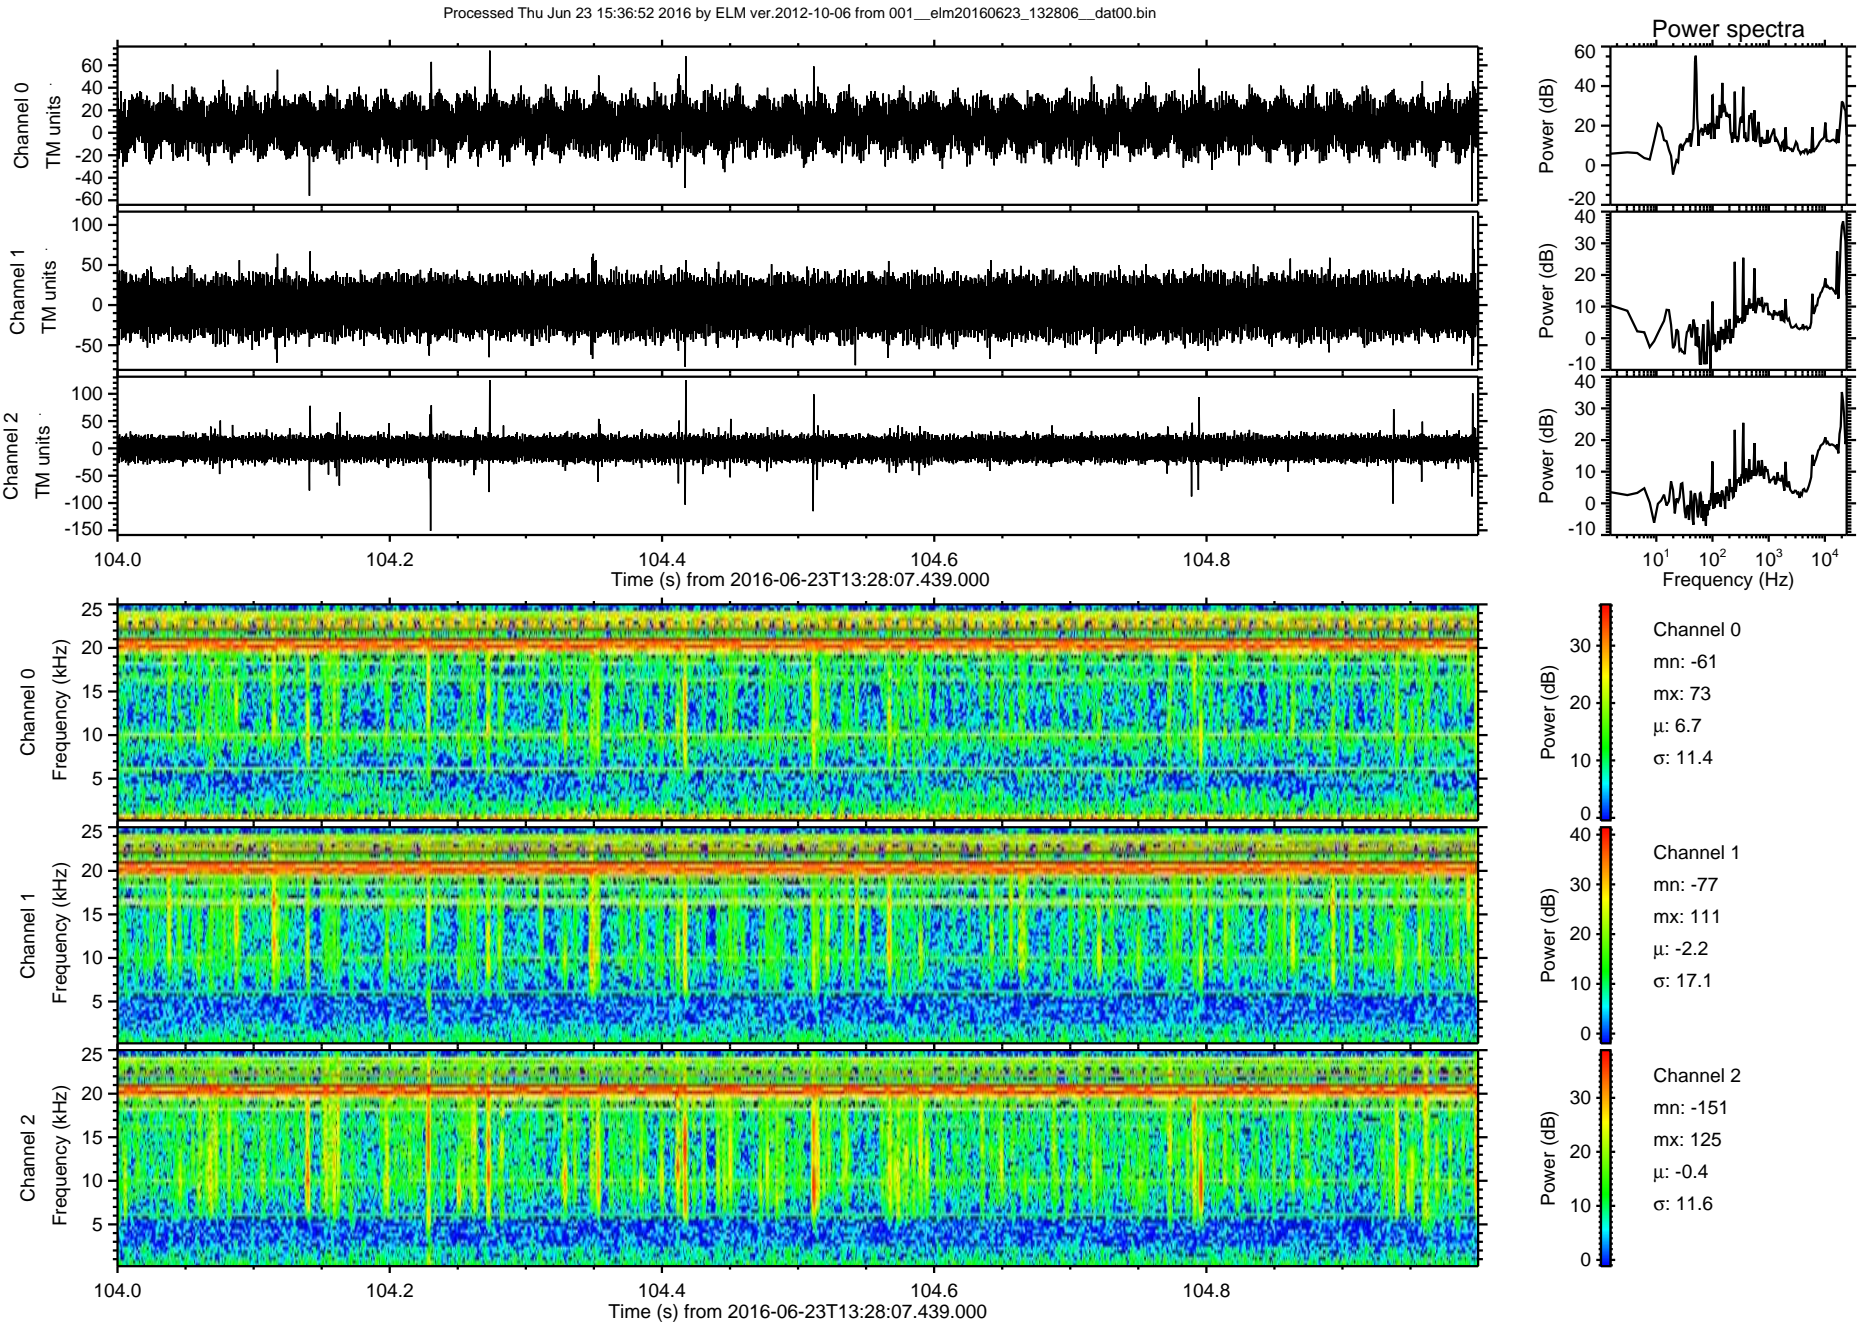 Processed Thu Jun 23 15:36:52 2016 by ELM ver.2012-10-06 from 001__elm20160623_132806__dat00.bin
Power spectra
Channel 0
TM units
60
40
20
0
-20
-40
-60
Power (dB)
60
40
20
0
-20
Channel 1
TM units
100
50
0
-50
Power (dB)
40
30
20
10
0
-10
Channel 2
TM units
100
50
0
-50
-100
-150
Power (dB)
40
30
20
10
0
-10
104.0 104.2 104.4 104.6 104.8
Time (s) from 2016-06-23T13:28:07.439.000
10¹ 10² 10³ 10⁴
Frequency (Hz)
Channel 0
Frequency (kHz)
25
20
15
10
5
Power (dB)
30
20
10
0
Channel 0
mn: -61
mx: 73
μ: 6.7
σ: 11.4
Channel 1
Frequency (kHz)
25
20
15
10
5
Power (dB)
40
30
20
10
0
Channel 1
mn: -77
mx: 111
μ: -2.2
σ: 17.1
Channel 2
Frequency (kHz)
25
20
15
10
5
Power (dB)
30
20
10
0
Channel 2
mn: -151
mx: 125
μ: -0.4
σ: 11.6
104.0 104.2 104.4 104.6 104.8
Time (s) from 2016-06-23T13:28:07.439.000